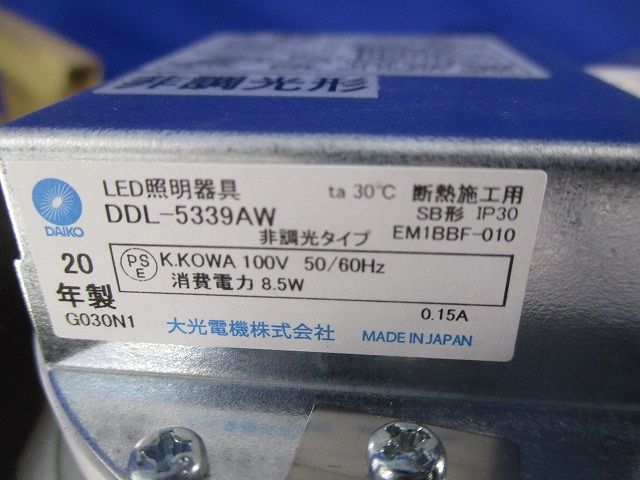 非調光形
DAIKO
LED照明器具 ta 30℃ 断熱施工用
DDL-5339AW SB形 IP30
非調光タイプ EM1BBF-010
20 年製
PS E K.KOWA 100V 50/60Hz
消費電力 8.5W
0.15A
G030N1 大光電機株式会社 MADE IN JAPAN